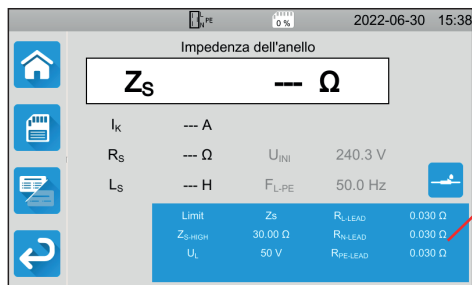 L N PE 0 % 2022-06-30 15:38
Impedenza dell'anello
ZS --- Ω
IK --- A
RS --- Ω UINI 240.3 V
LS --- H FL-PE 50.0 Hz
Limit Zs RL-LEAD 0.030 Ω
ZS-HIGH 30.00 Ω RN-LEAD 0.030 Ω
UL 50 V RPE-LEAD 0.030 Ω